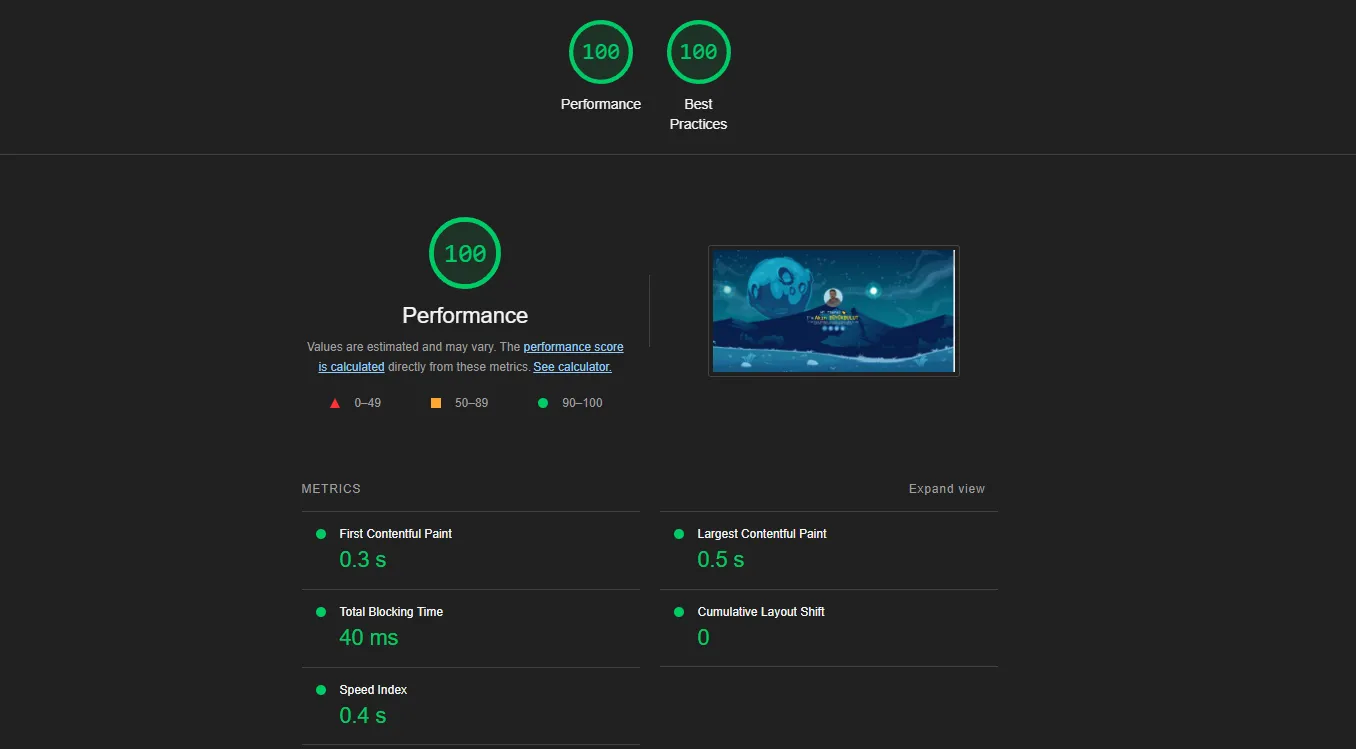 100
100
Performance
Best
Practices
100
Performance
Values are estimated and may vary. The performance score
is calculated directly from these metrics. See calculator.
0–49
50–89
90–100
METRICS
Expand view
First Contentful Paint
0.3 s
Largest Contentful Paint
0.5 s
Total Blocking Time
40 ms
Cumulative Layout Shift
0
Speed Index
0.4 s